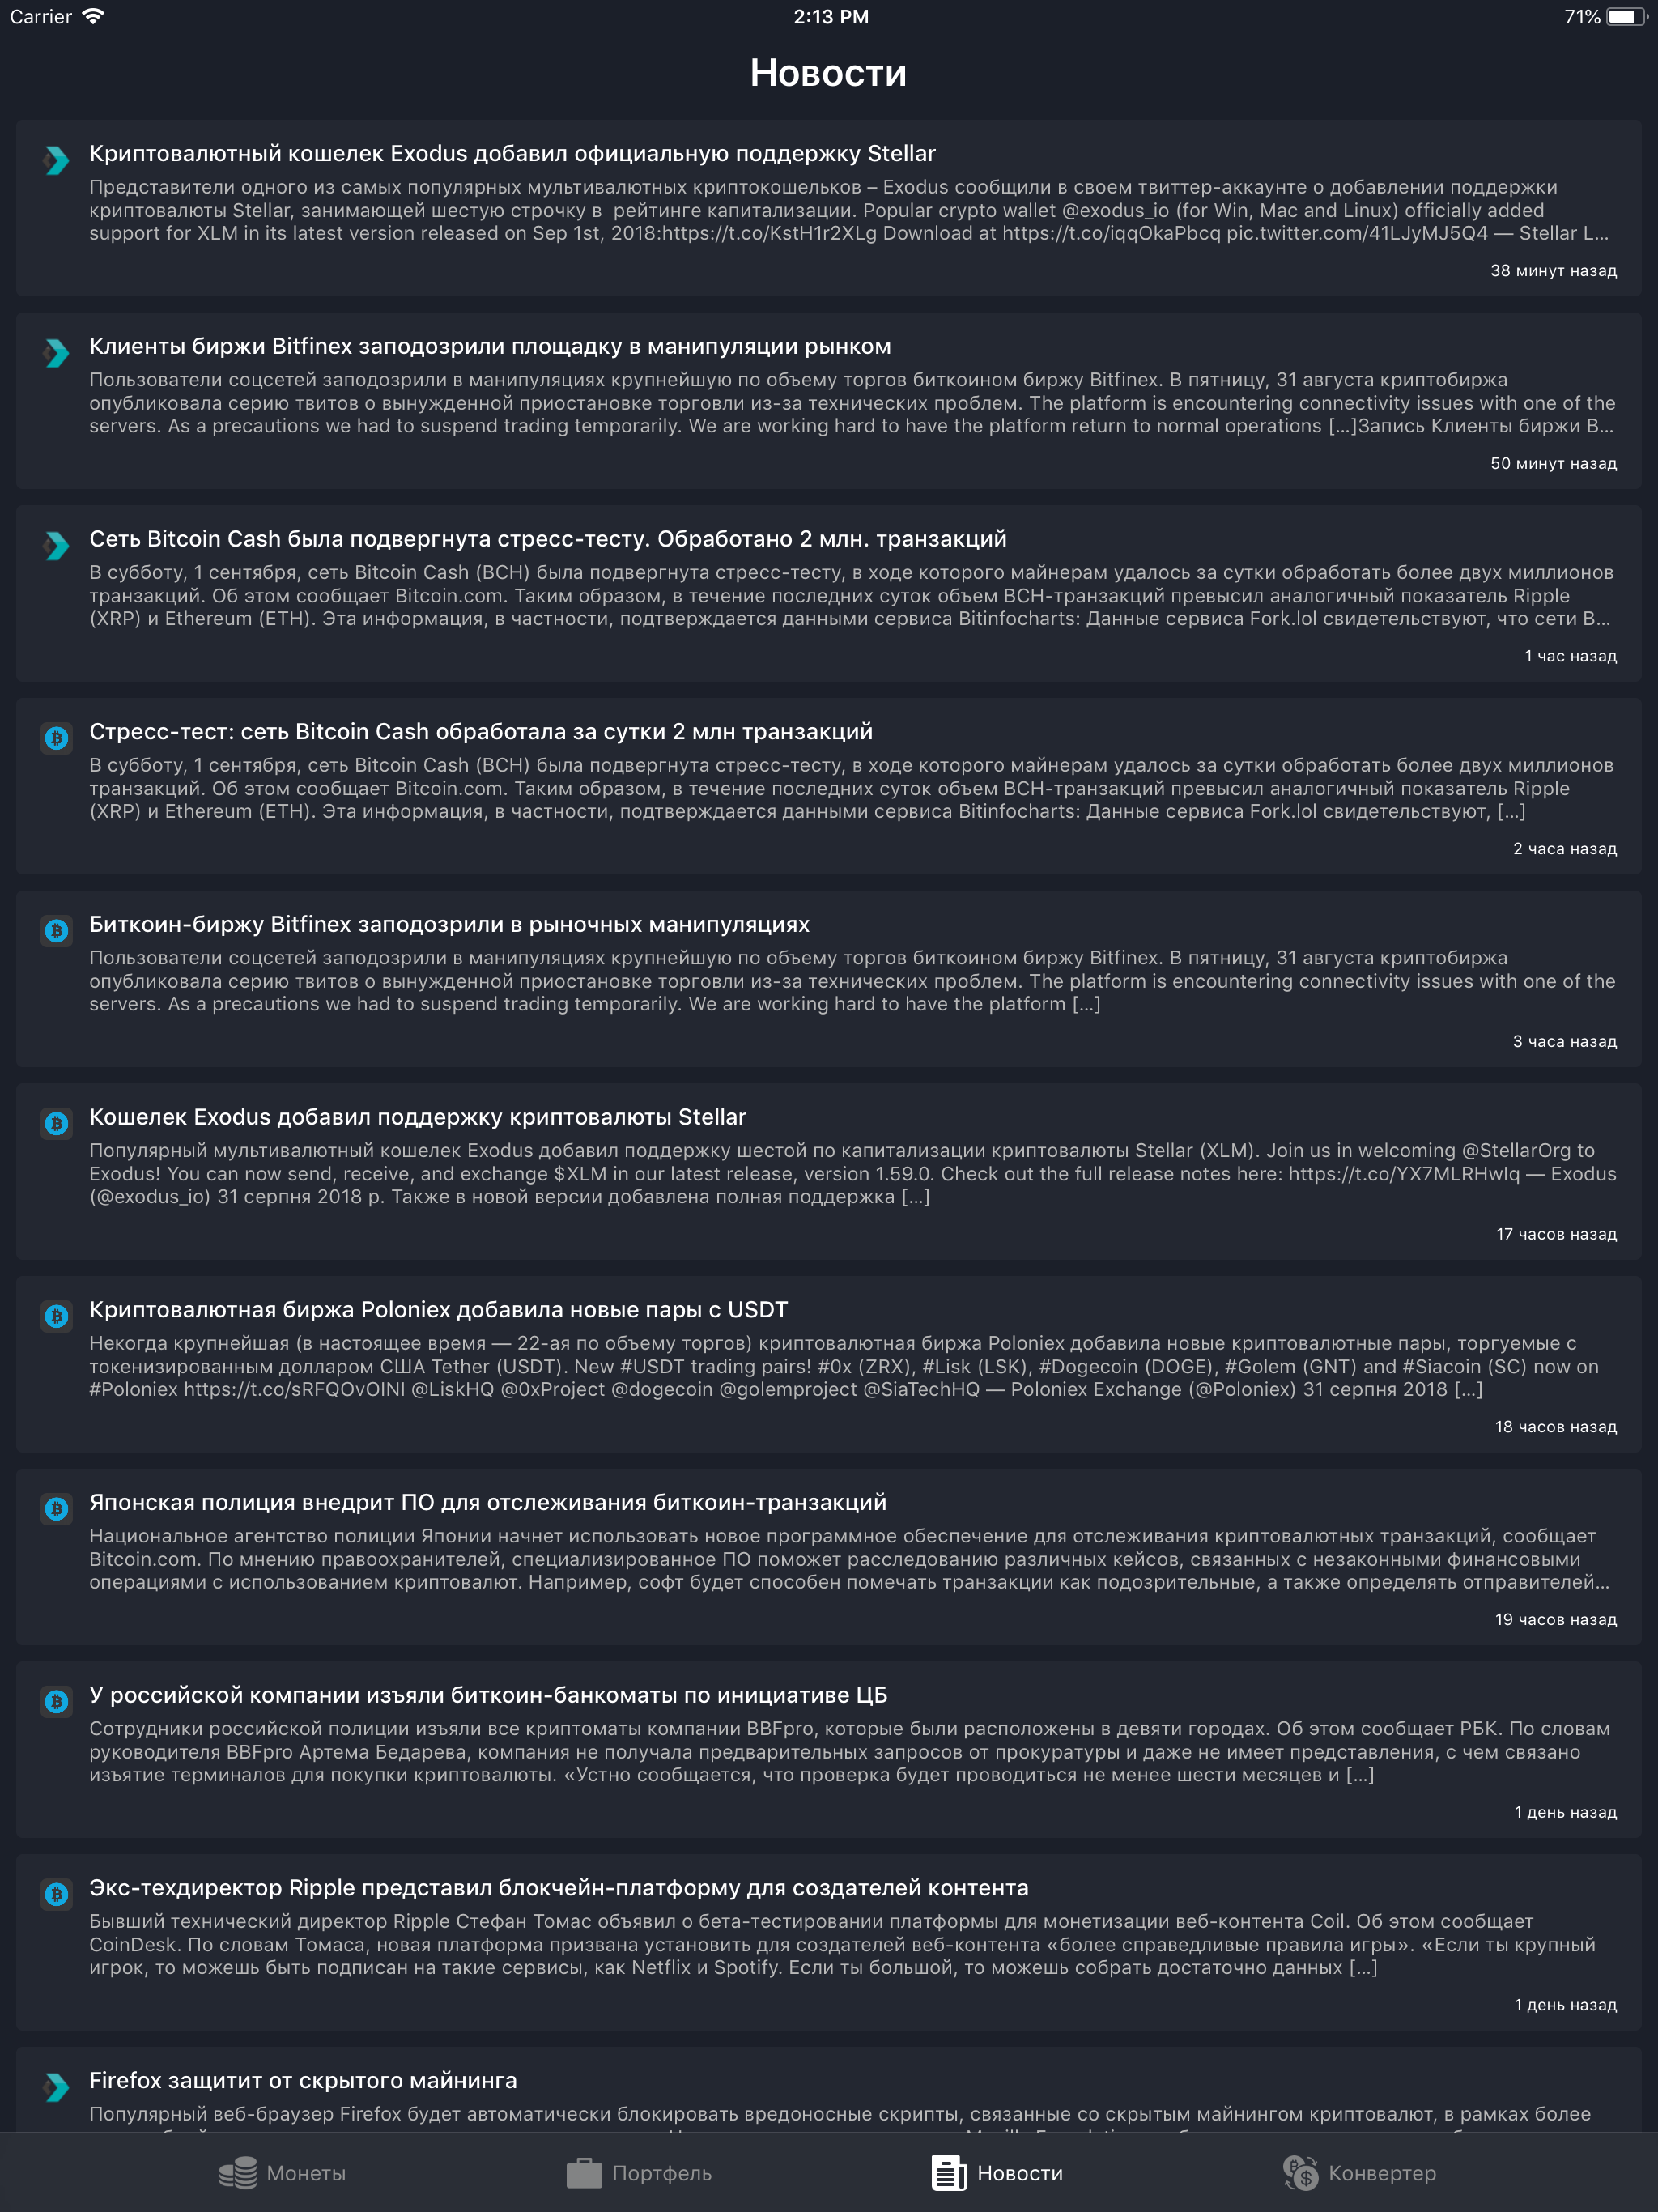 Carrier
2:13 PM
71%
Новости
Криптовалютный кошелек Exodus добавил официальную поддержку Stellar
Представители одного из самых популярных мультивалютных криптокошельков – Exodus сообщили в своем твиттер-аккаунте о добавлении поддержки
криптовалюты Stellar, занимающей шестую строчку в  рейтинге капитализации. Popular crypto wallet @exodus_io (for Win, Mac and Linux) officially added
support for XLM in its latest version released on Sep 1st, 2018:https://t.co/KstH1r2XLg Download at https://t.co/iqqOkaPbcq pic.twitter.com/41LJyMJ5Q4 — Stellar L...
38 минут назад
Клиенты биржи Bitfinex заподозрили площадку в манипуляции рынком
Пользователи соцсетей заподозрили в манипуляциях крупнейшую по объему торгов биткоином биржу Bitfinex. В пятницу, 31 августа криптобиржа
опубликовала серию твитов о вынужденной приостановке торговли из-за технических проблем. The platform is encountering connectivity issues with one of the
servers. As a precautions we had to suspend trading temporarily. We are working hard to have the platform return to normal operations [...]Запись Клиенты биржи B...
50 минут назад
Сеть Bitcoin Cash была подвергнута стресс-тесту. Обработано 2 млн. транзакций
В субботу, 1 сентября, сеть Bitcoin Cash (BCH) была подвергнута стресс-тесту, в ходе которого майнерам удалось за сутки обработать более двух миллионов
транзакций. Об этом сообщает Bitcoin.com. Таким образом, в течение последних суток объем BCH-транзакций превысил аналогичный показатель Ripple
(XRP) и Ethereum (ETH). Эта информация, в частности, подтверждается данными сервиса Bitinfocharts: Данные сервиса Fork.lol свидетельствуют, что сети B...
1 час назад
Стресс-тест: сеть Bitcoin Cash обработала за сутки 2 млн транзакций
В субботу, 1 сентября, сеть Bitcoin Cash (BCH) была подвергнута стресс-тесту, в ходе которого майнерам удалось за сутки обработать более двух миллионов
транзакций. Об этом сообщает Bitcoin.com. Таким образом, в течение последних суток объем BCH-транзакций превысил аналогичный показатель Ripple
(XRP) и Ethereum (ETH). Эта информация, в частности, подтверждается данными сервиса Bitinfocharts: Данные сервиса Fork.lol свидетельствуют, [...]
2 часа назад
Биткоин-биржу Bitfinex заподозрили в рыночных манипуляциях
Пользователи соцсетей заподозрили в манипуляциях крупнейшую по объему торгов биткоином биржу Bitfinex. В пятницу, 31 августа криптобиржа
опубликовала серию твитов о вынужденной приостановке торговли из-за технических проблем. The platform is encountering connectivity issues with one of the
servers. As a precautions we had to suspend trading temporarily. We are working hard to have the platform [...]
3 часа назад
Кошелек Exodus добавил поддержку криптовалюты Stellar
Популярный мультивалютный кошелек Exodus добавил поддержку шестой по капитализации криптовалюты Stellar (XLM). Join us in welcoming @StellarOrg to
Exodus! You can now send, receive, and exchange $XLM in our latest release, version 1.59.0. Check out the full release notes here: https://t.co/YX7MLRHwIq — Exodus
(@exodus_io) 31 серпня 2018 р. Также в новой версии добавлена полная поддержка [...]
17 часов назад
Криптовалютная биржа Poloniex добавила новые пары с USDT
Некогда крупнейшая (в настоящее время — 22-ая по объему торгов) криптовалютная биржа Poloniex добавила новые криптовалютные пары, торгуемые с
токенизированным долларом США Tether (USDT). New #USDT trading pairs! #0x (ZRX), #Lisk (LSK), #Dogecoin (DOGE), #Golem (GNT) and #Siacoin (SC) now on
#Poloniex https://t.co/sRFQOvOINI @LiskHQ @0xProject @dogecoin @golemproject @SiaTechHQ — Poloniex Exchange (@Poloniex) 31 серпня 2018 [...]
18 часов назад
Японская полиция внедрит ПО для отслеживания биткоин-транзакций
Национальное агентство полиции Японии начнет использовать новое программное обеспечение для отслеживания криптовалютных транзакций, сообщает
Bitcoin.com. По мнению правоохранителей, специализированное ПО поможет расследованию различных кейсов, связанных с незаконными финансовыми
операциями с использованием криптовалют. Например, софт будет способен помечать транзакции как подозрительные, а также определять отправителей...
19 часов назад
У российской компании изъяли биткоин-банкоматы по инициативе ЦБ
Сотрудники российской полиции изъяли все криптоматы компании BBFpro, которые были расположены в девяти городах. Об этом сообщает РБК. По словам
руководителя BBFpro Артема Бедарева, компания не получала предварительных запросов от прокуратуры и даже не имеет представления, с чем связано
изъятие терминалов для покупки криптовалюты. «Устно сообщается, что проверка будет проводиться не менее шести месяцев и [...]
1 день назад
Экс-техдиректор Ripple представил блокчейн-платформу для создателей контента
Бывший технический директор Ripple Стефан Томас объявил о бета-тестировании платформы для монетизации веб-контента Coil. Об этом сообщает
CoinDesk. По словам Томаса, новая платформа призвана установить для создателей веб-контента «более справедливые правила игры». «Если ты крупный
игрок, то можешь быть подписан на такие сервисы, как Netflix и Spotify. Если ты большой, то можешь собрать достаточно данных [...]
1 день назад
Firefox защитит от скрытого майнинга
Популярный веб-браузер Firefox будет автоматически блокировать вредоносные скрипты, связанные со скрытым майнингом криптовалют, в рамках более
Монеты
Портфель
Новости
Конвертер